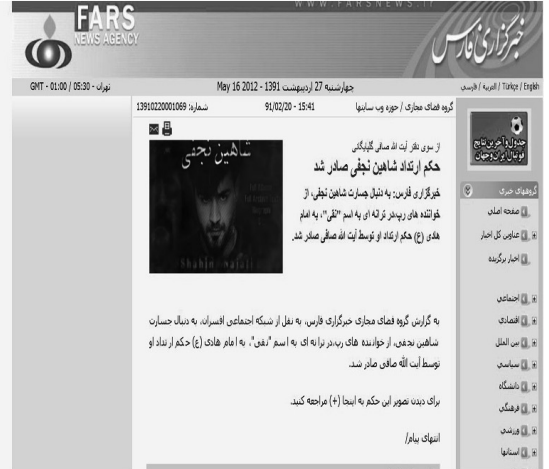 WWW.FARSNEWS.IR
FARS
NEWS AGENCY
خبرگزاری فارس
تهران - 05:30 / GMT - 01:00
چهارشنبه 27 اردیبهشت 1391 - May 16 2012
English / Türkçe / العربیه / فارسی
گروه فضای مجازی / حوزه وب سایتها
91/02/20 - 15:41
شماره: 13910220001069
از سوی دفتر آیت الله صافی گلپایگانی
حکم ارتداد شاهین نجفی صادر شد
خبرگزاری فارس: به دنبال جسارت شاهین نجفی، از
خواننده های رپ،در ترانه ای به اسم "نقی"، به امام
هادی (ع) حکم ارتداد او توسط آیت الله صافی صادر شد.
شاهین نجفی
Shahin Najafi
به گزارش گروه فضای مجازی خبرگزاری فارس، به نقل از شبکه اجتماعی افسران، به دنبال جسارت
شاهین نجفی، از خواننده های رپ،در ترانه ای به اسم "نقی"، به امام هادی (ع) حکم ارتداد او
توسط آیت الله صافی صادر شد.
برای دیدن تصویر این حکم به اینجا (+) مراجعه کنید.
انتهای پیام/
جدول و آخرین نتایج
فوتبال ایران و جهان
گروههای خبری
صفحه اصلی
عناوین کل اخبار
اخبار برگزیده
اجتماعی
اقتصادی
بین الملل
سیاسی
دانشگاه
فرهنگی
ورزشی
استانها